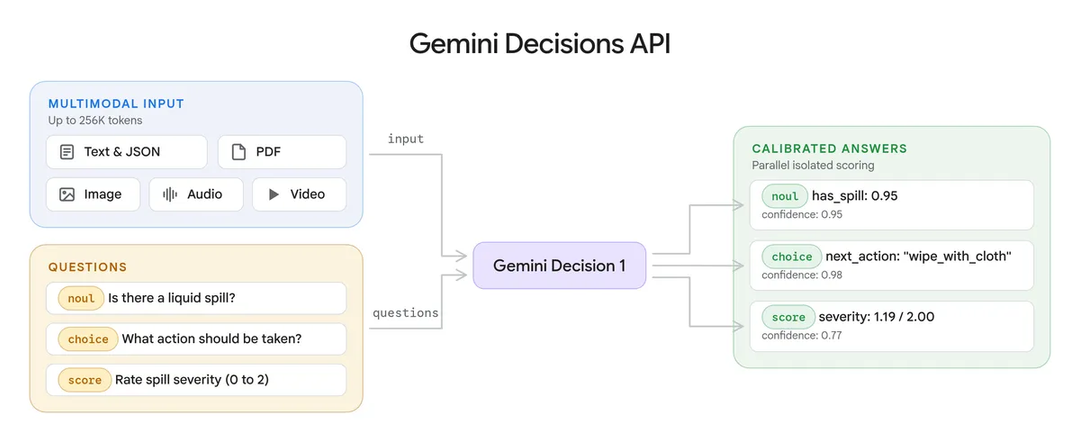 Gemini Decisions API
MULTIMODAL INPUT
Up to 256K tokens
Text & JSON
PDF
Image
Audio
Video
QUESTIONS
noul Is there a liquid spill?
choice What action should be taken?
score Rate spill severity (0 to 2)
input
questions
Gemini Decision 1
CALIBRATED ANSWERS
Parallel isolated scoring
noul has_spill: 0.95
confidence: 0.95
choice next_action: "wipe_with_cloth"
confidence: 0.98
score severity: 1.19 / 2.00
confidence: 0.77